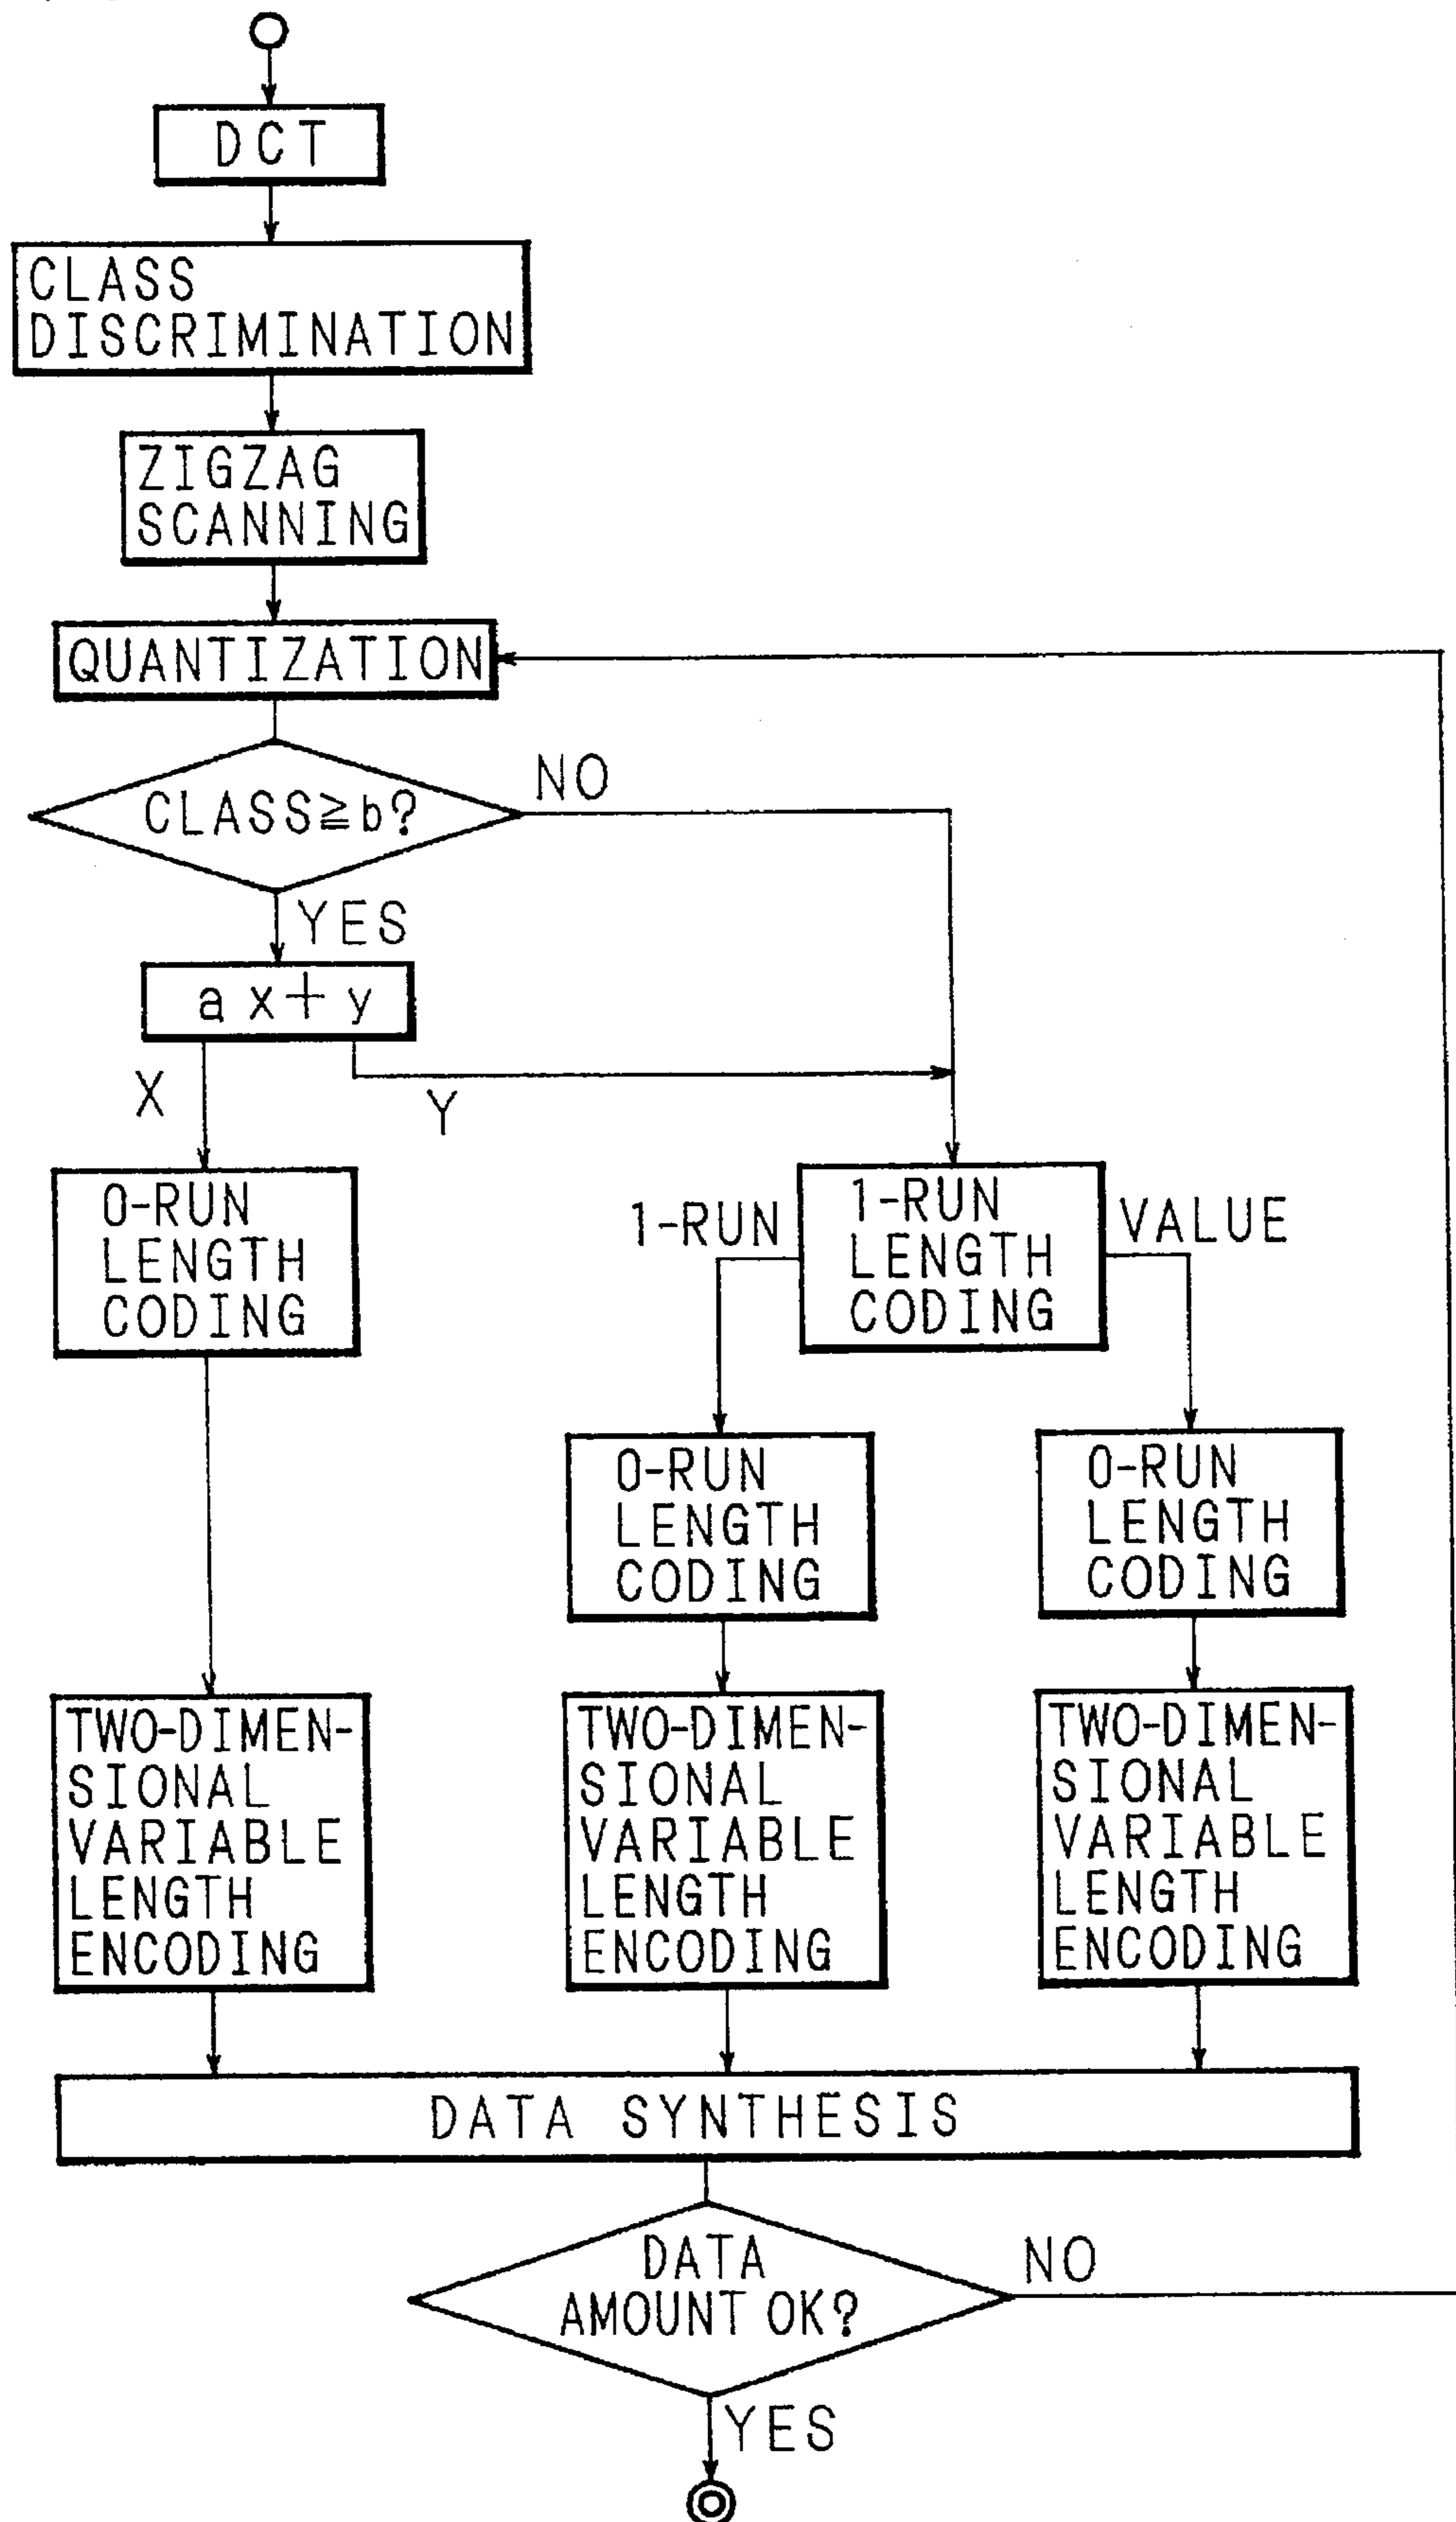 DCT
CLASS
DISCRIMINATION
ZIGZAG
SCANNING
QUANTIZATION
CLASS≧b?
NO
YES
ax+y
X
Y
0-RUN
LENGTH
CODING
1-RUN
1-RUN
LENGTH
CODING
VALUE
0-RUN
LENGTH
CODING
0-RUN
LENGTH
CODING
TWO-DIMEN-
SIONAL
VARIABLE
LENGTH
ENCODING
TWO-DIMEN-
SIONAL
VARIABLE
LENGTH
ENCODING
TWO-DIMEN-
SIONAL
VARIABLE
LENGTH
ENCODING
DATA SYNTHESIS
DATA
AMOUNT OK?
NO
YES